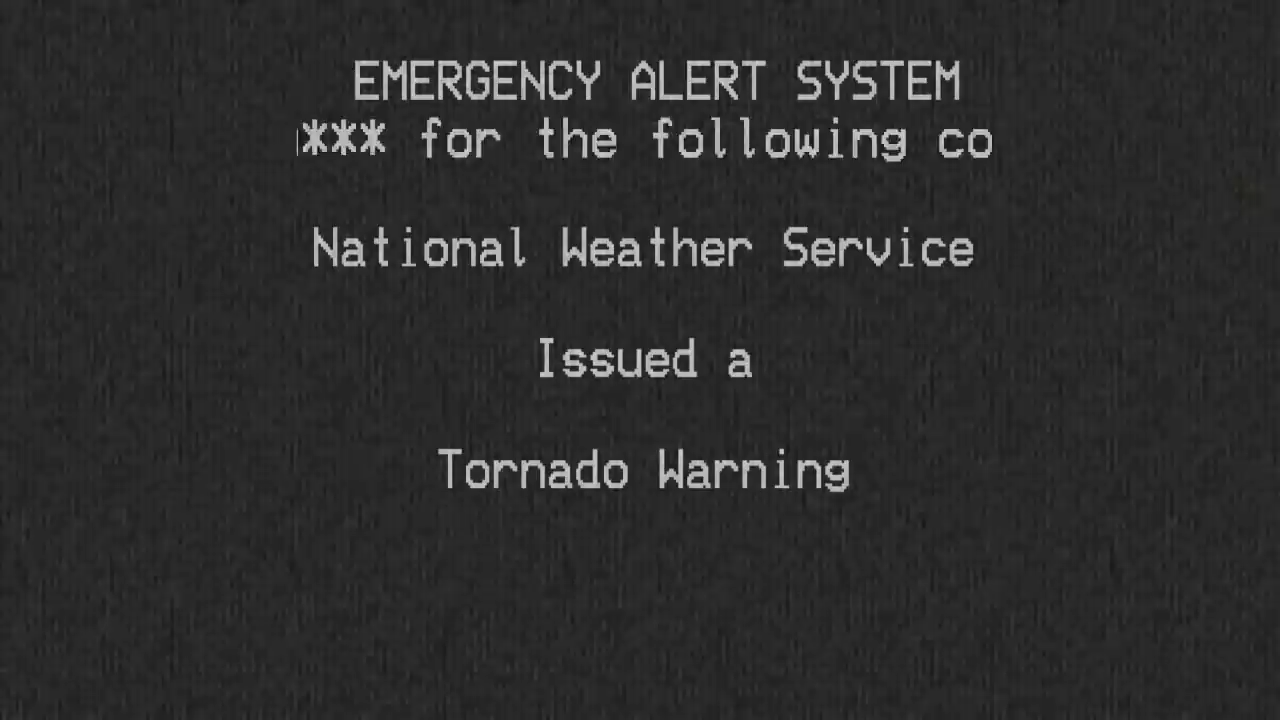 EMERGENCY ALERT SYSTEM
*** for the following co
National Weather Service
Issued a
Tornado Warning